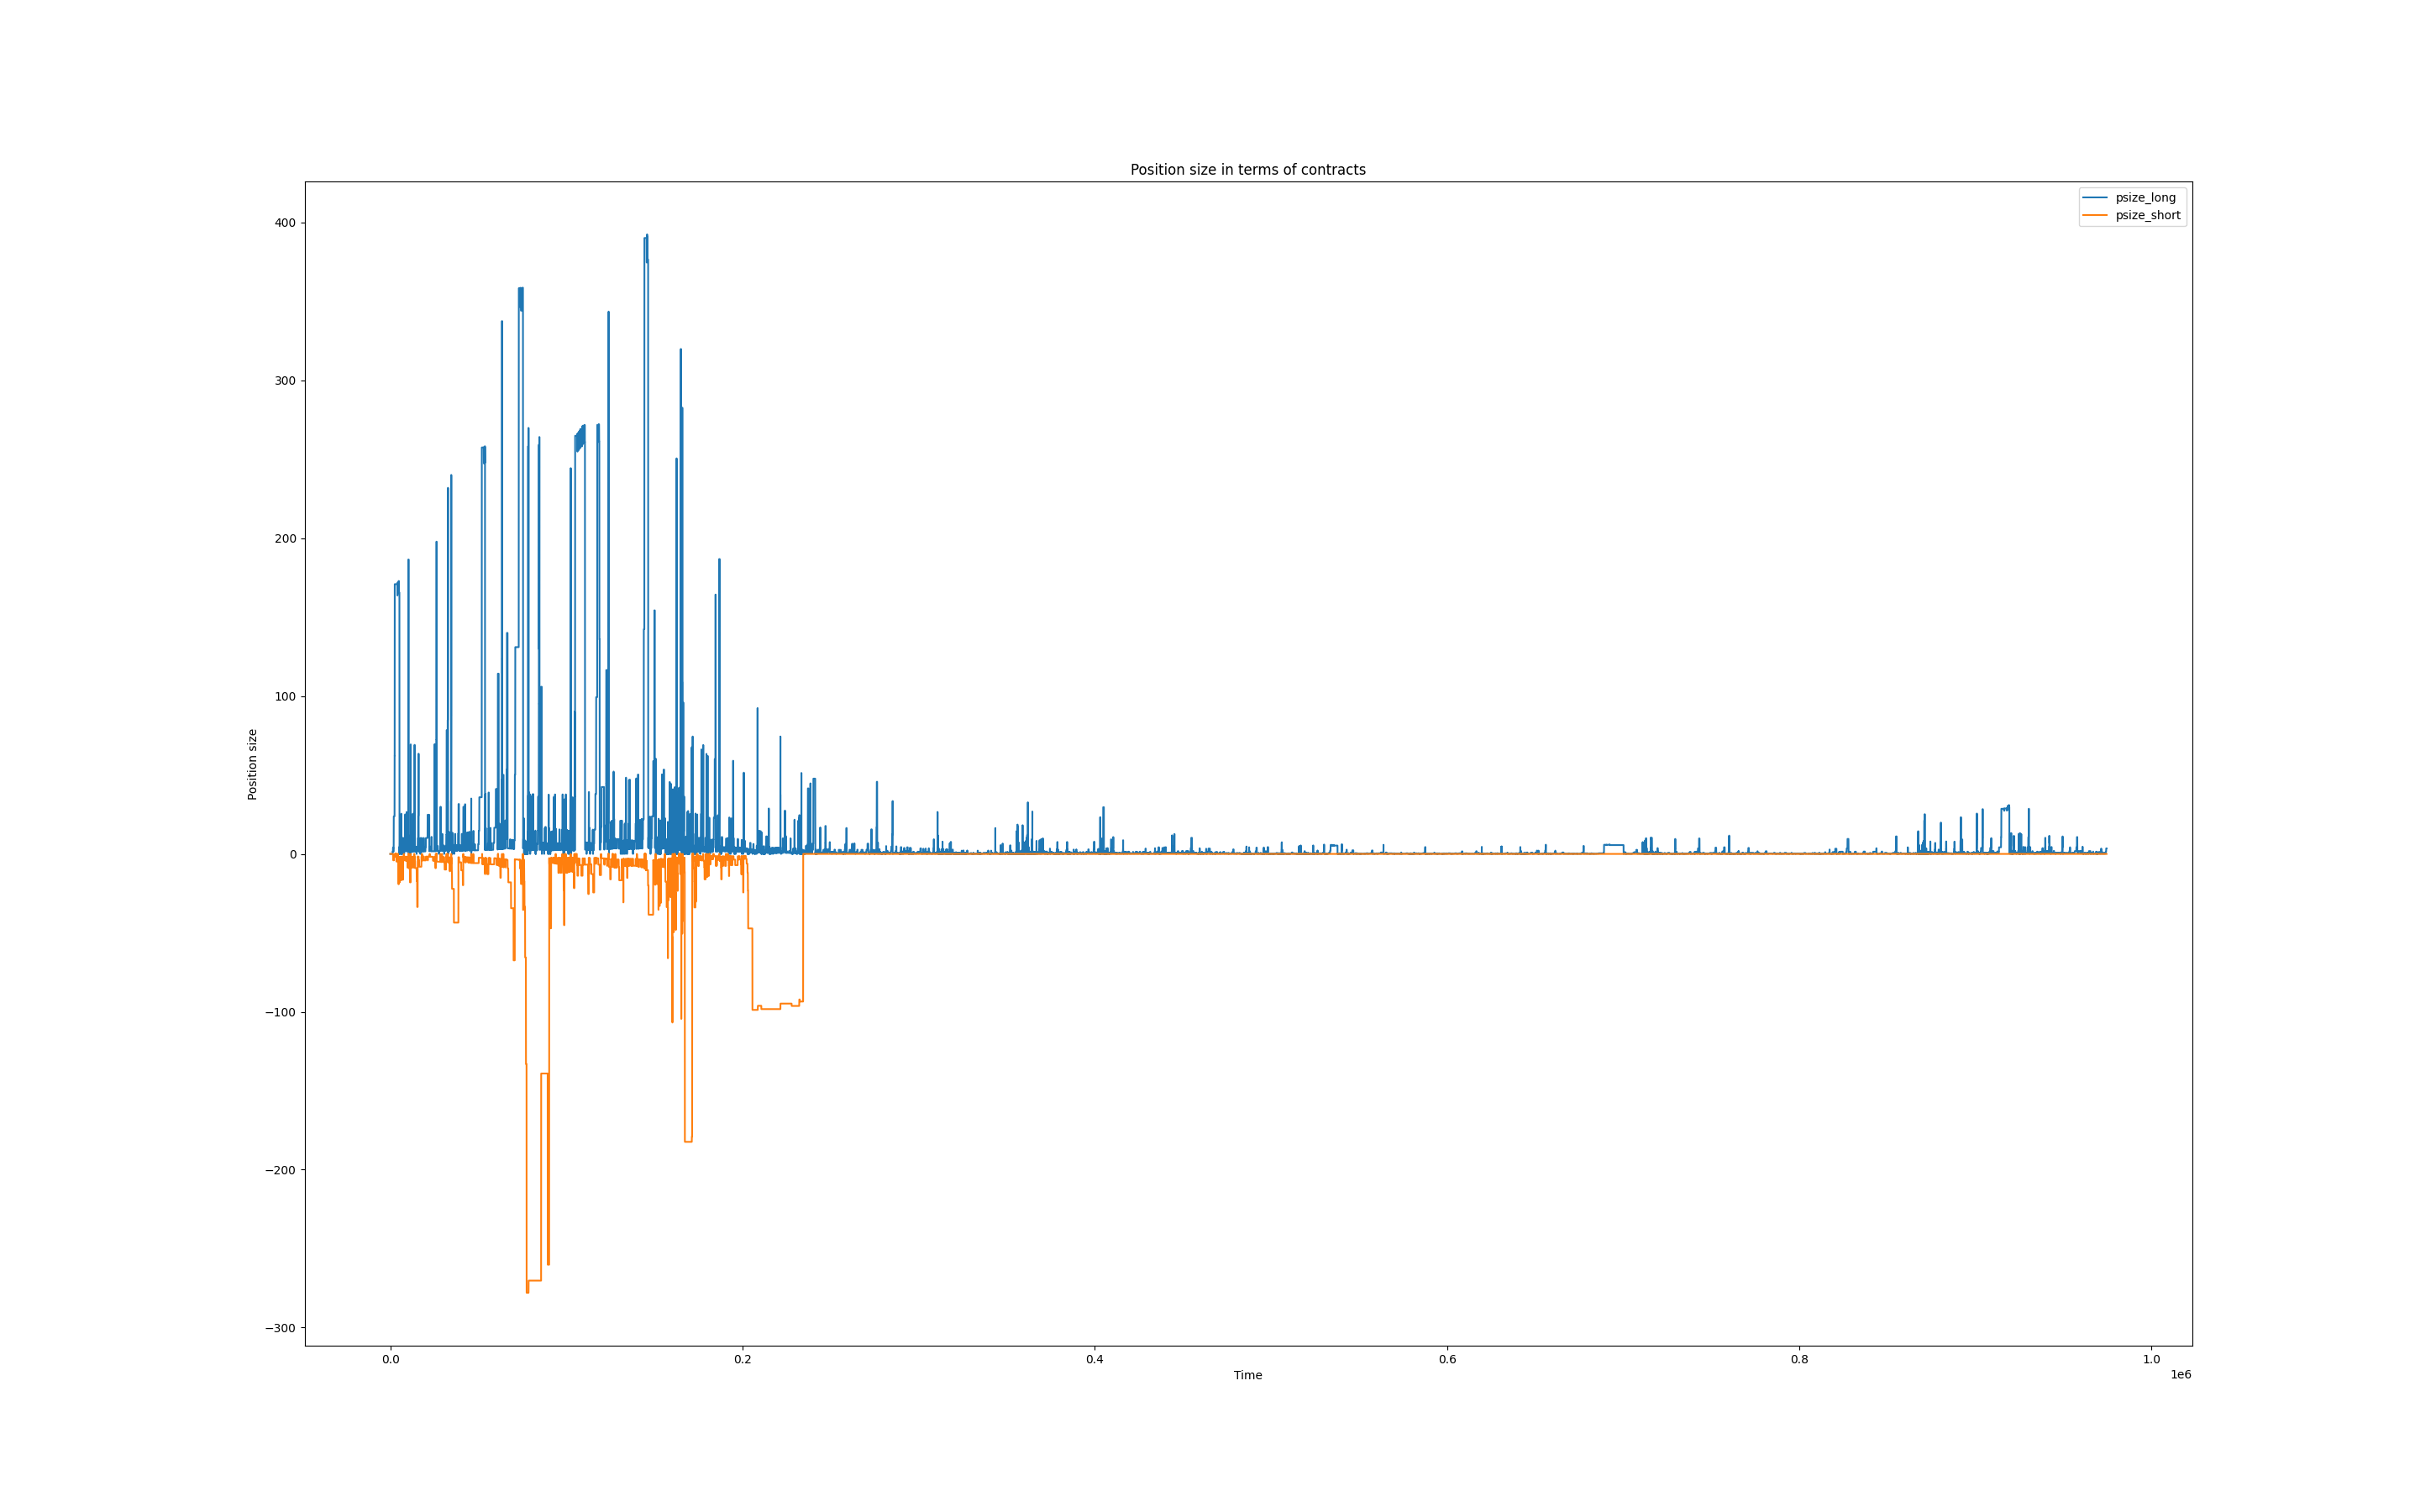 Position size in terms of contracts
psize_long
psize_short
400
300
200
100
0
−100
−200
−300
Position size
0.0
0.2
0.4
0.6
0.8
1.0
1e6
Time